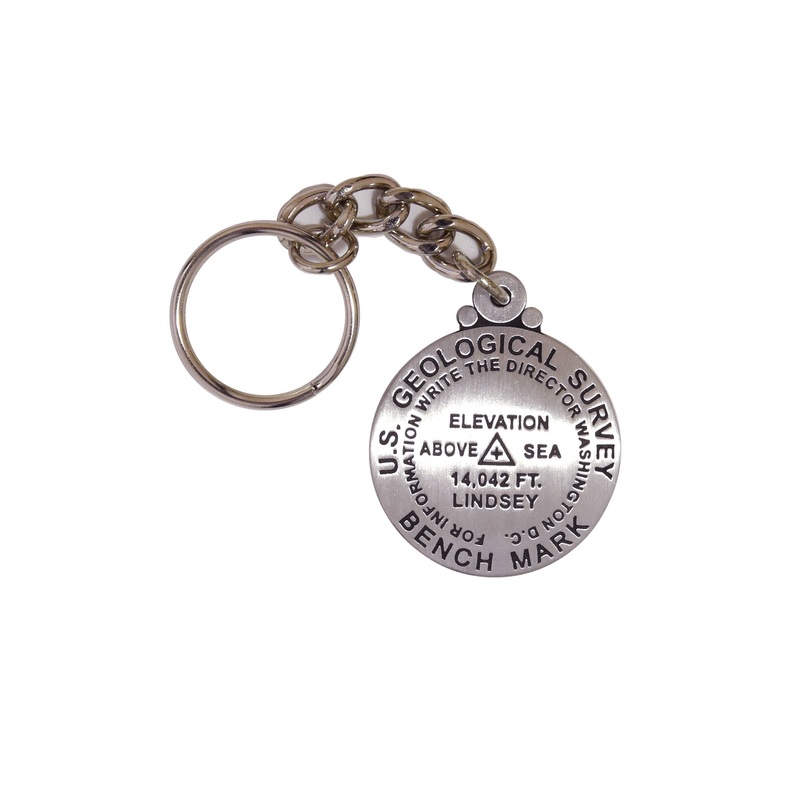 U.S. GEOLOGICAL SURVEY
FOR INFORMATION WRITE THE DIRECTOR WASHINGTON D.C.
ELEVATION
ABOVE SEA
14,042 FT.
LINDSEY
BENCH MARK